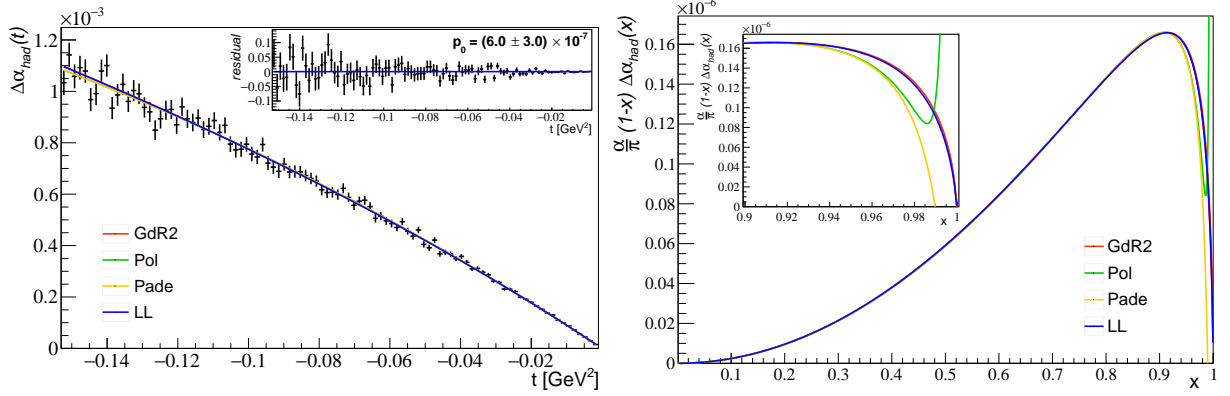 ×10⁻³
Δα_had(t)
1.2
1
0.8
0.6
0.4
0.2
0
−0.14 −0.12 −0.1 −0.08 −0.06 −0.04 −0.02
t [GeV²]
GdR2
Pol
Pade
LL
residual
0.1
0.05
0
−0.05
−0.1
p₀ = (6.0 ± 3.0) × 10⁻⁷
−0.14 −0.12 −0.1 −0.08 −0.06 −0.04 −0.02
t [GeV²]
×10⁻⁶
α/π (1-x) Δα_had(x)
0.16
0.14
0.12
0.1
0.08
0.06
0.04
0.02
0
0.1 0.2 0.3 0.4 0.5 0.6 0.7 0.8 0.9 1
x
×10⁻⁶
α/π (1-x) Δα_had(x)
0.16
0.14
0.12
0.1
0.08
0.06
0.04
0.02
0
0.9 0.92 0.94 0.96 0.98 1
x
GdR2
Pol
Pade
LL